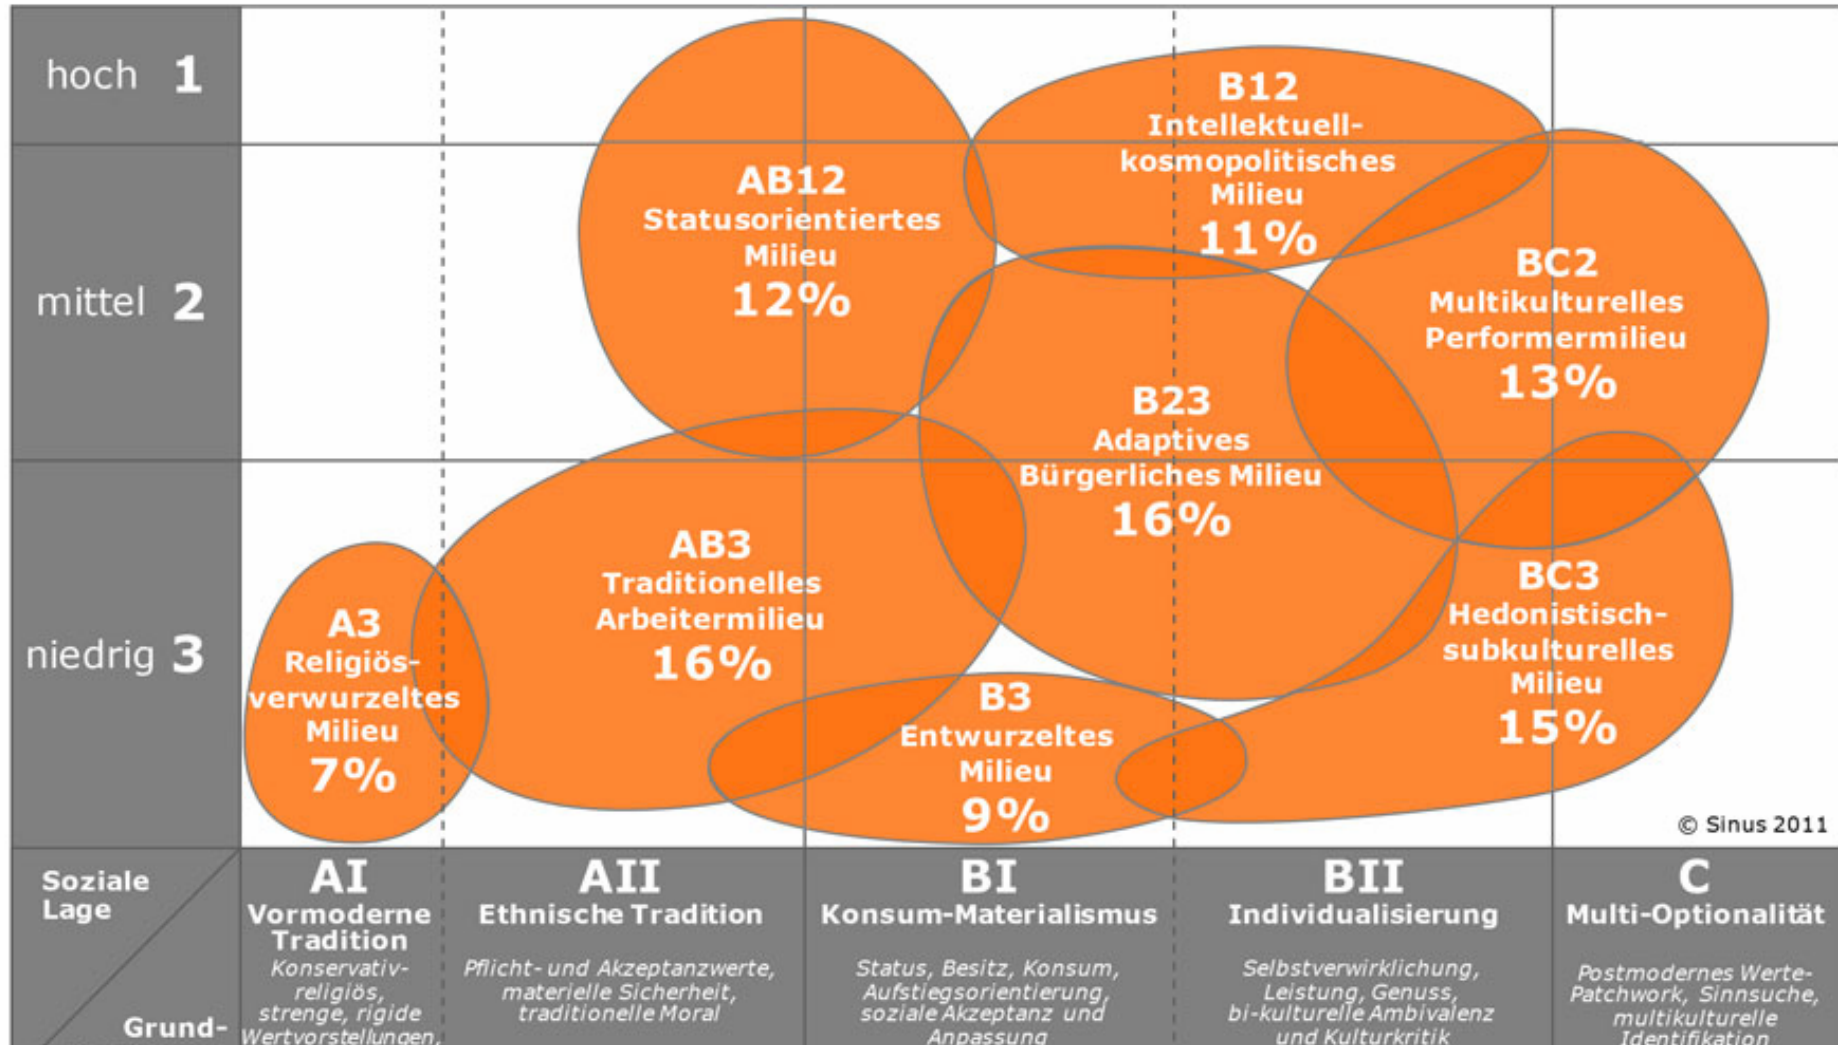 hoch 1
mittel 2
niedrig 3
AB12
Statusorientiertes
Milieu
12%
B12
Intellektuell-
kosmopolitisches
Milieu
11%
BC2
Multikulturelles
Performermilieu
13%
B23
Adaptives
Bürgerliches Milieu
16%
AB3
Traditionelles
Arbeitermilieu
16%
A3
Religiös-
verwurzeltes
Milieu
7%
B3
Entwurzeltes
Milieu
9%
BC3
Hedonistisch-
subkulturelles
Milieu
15%
© Sinus 2011
Soziale
Lage
Grund-
AI
Vormoderne
Tradition
Konservativ-
religiös,
strenge, rigide
Wertvorstellungen,
AII
Ethnische Tradition
Pflicht- und Akzeptanzwerte,
materielle Sicherheit,
traditionelle Moral
BI
Konsum-Materialismus
Status, Besitz, Konsum,
Aufstiegsorientierung,
soziale Akzeptanz und
Anpassung
BII
Individualisierung
Selbstverwirklichung,
Leistung, Genuss,
bi-kulturelle Ambivalenz
und Kulturkritik
C
Multi-Optionalität
Postmodernes Werte-
Patchwork, Sinnsuche,
multikulturelle
Identifikation